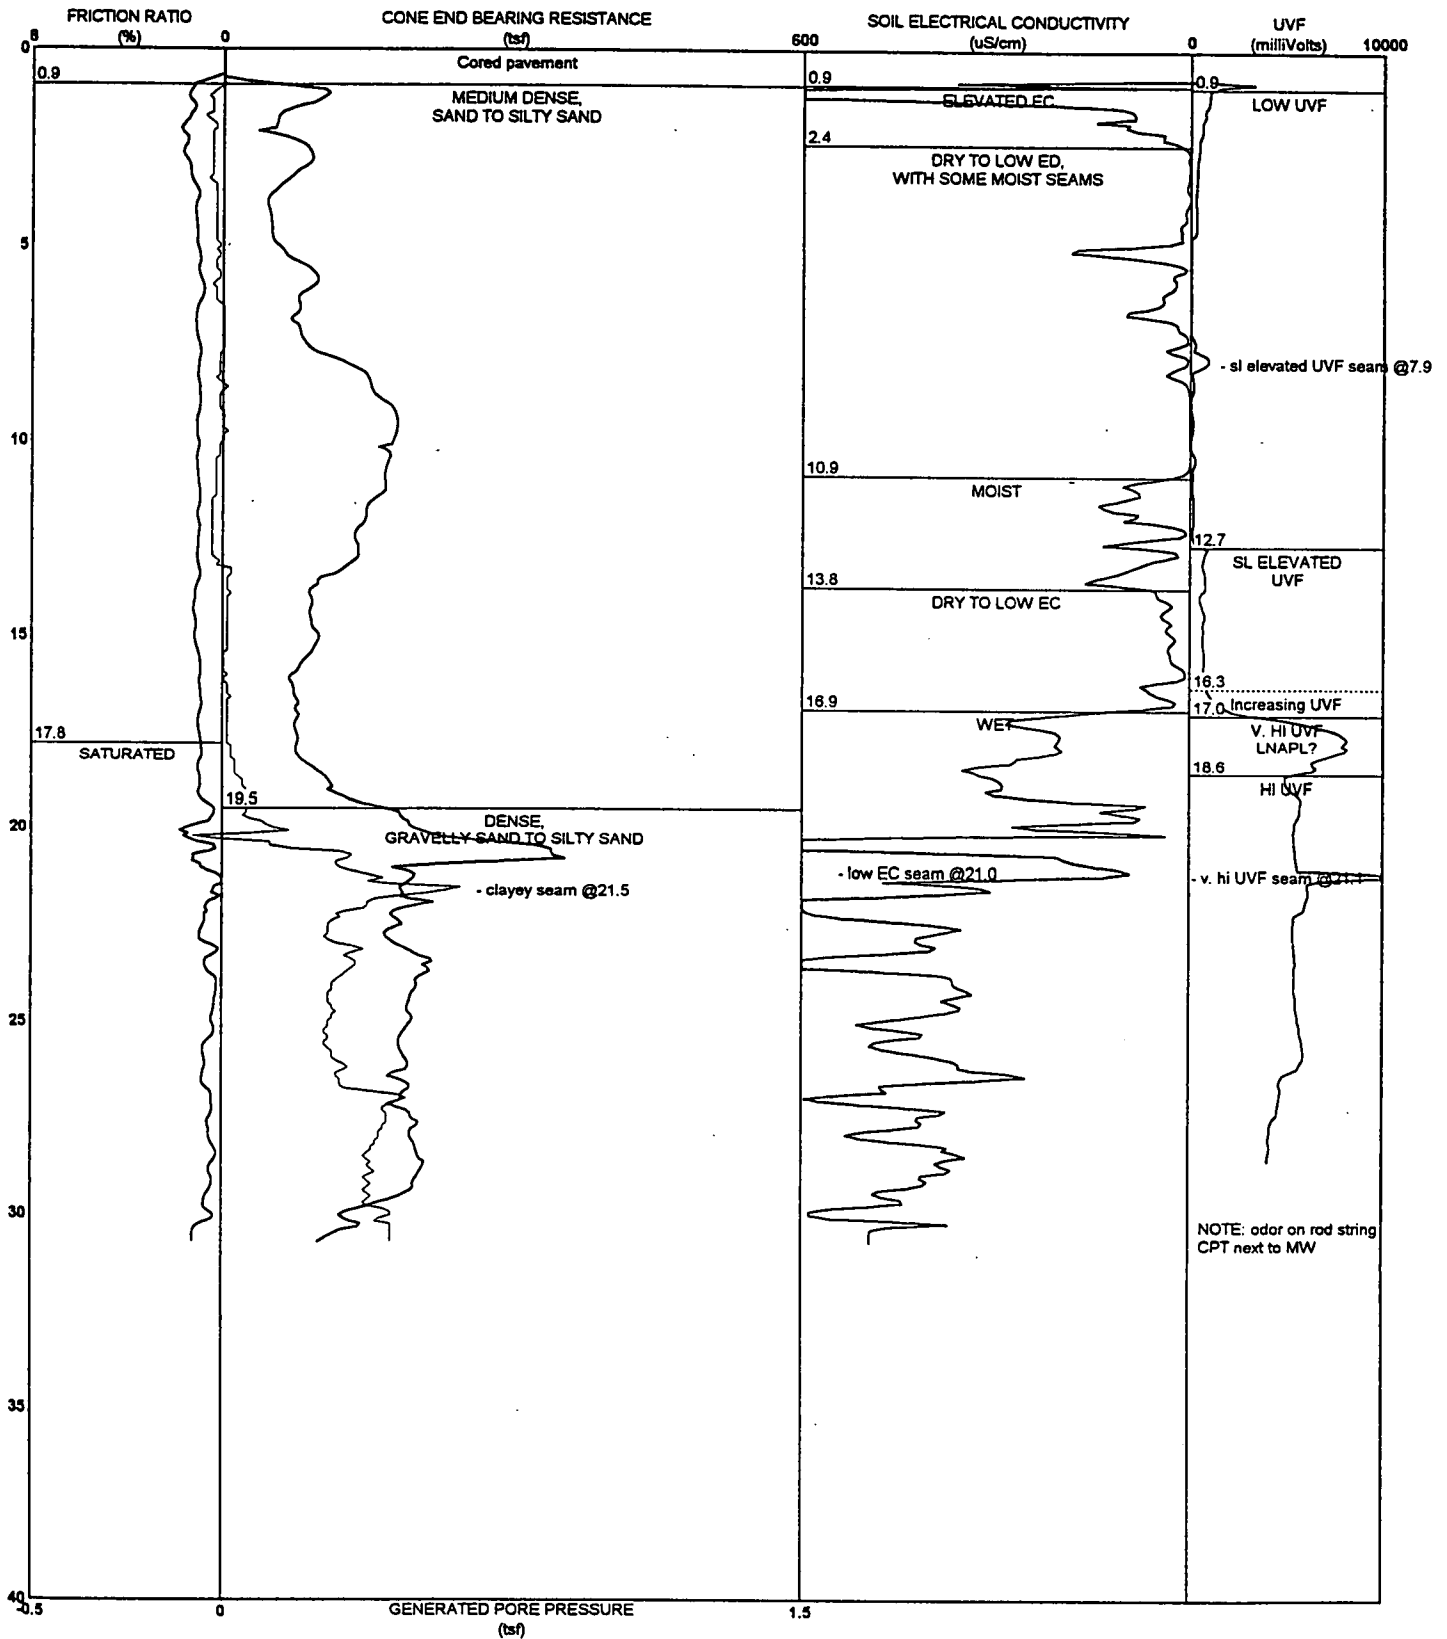 FRICTION RATIO
(%)
CONE END BEARING RESISTANCE
(tsf)
SOIL ELECTRICAL CONDUCTIVITY
(uS/cm)
UVF
(milliVolts)
8
0
600
0
10000
0
Cored pavement
0.9
0.9
0.9
MEDIUM DENSE,
SAND TO SILTY SAND
ELEVATED EC
LOW UVF
2.4
DRY TO LOW ED,
WITH SOME MOIST SEAMS
5
- sl elevated UVF seam @7.9
10
10.9
MOIST
12.7
SL ELEVATED
UVF
13.8
DRY TO LOW EC
15
16.3
Increasing UVF
16.9
17.0
WET
V. HI UVF
LNAPL?
17.8
SATURATED
18.6
HI UVF
19.5
DENSE,
GRAVELLY SAND TO SILTY SAND
20
- low EC seam @21.0
- v. hi UVF seam @21.1
- clayey seam @21.5
25
30
NOTE: odor on rod string
CPT next to MW
35
40
-0.5
0
GENERATED PORE PRESSURE
(tsf)
1.5